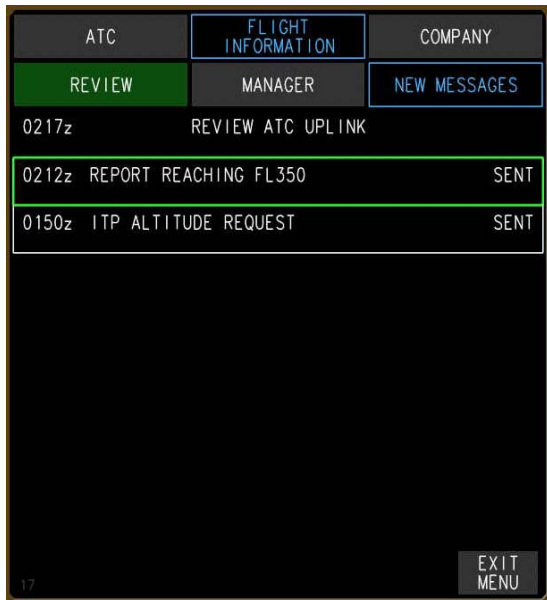 ATC
FLIGHT
INFORMATION
COMPANY
REVIEW
MANAGER
NEW MESSAGES
0217z REVIEW ATC UPLINK
0212z REPORT REACHING FL350 SENT
0150z ITP ALTITUDE REQUEST SENT
EXIT
MENU
17